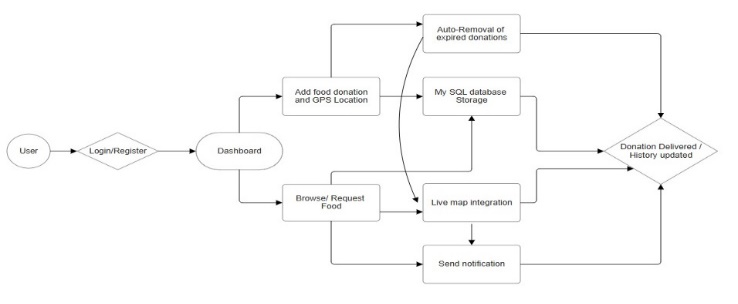 Auto-Removal of
expired donations
Add food donation
and GPS Location
My SQL database
Storage
User
Login/Register
Dashboard
Donation Delivered /
History updated
Browse/ Request
Food
Live map integration
Send notification